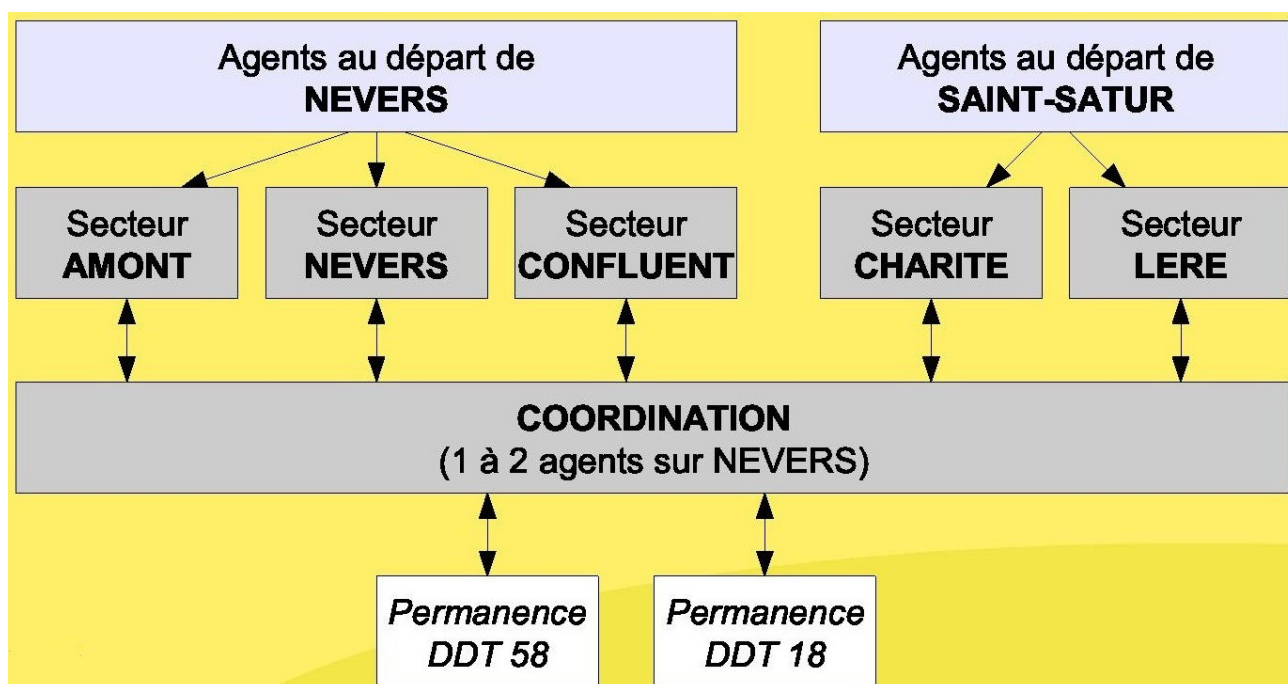 Agents au départ de
NEVERS
Agents au départ de
SAINT-SATUR
Secteur
AMONT
Secteur
NEVERS
Secteur
CONFLUENT
Secteur
CHARITE
Secteur
LERE
COORDINATION
(1 à 2 agents sur NEVERS)
Permanence
DDT 58
Permanence
DDT 18